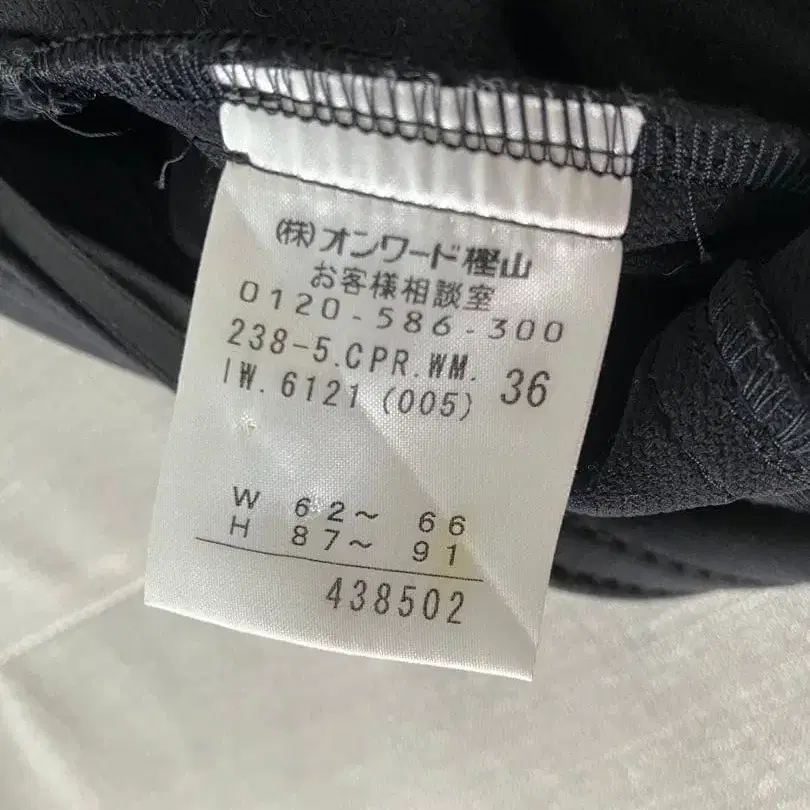 (株)オンワード樫山
お客様相談室
0120-586-300
238-5.CPR.WM. 36
IW.6121 (005)
W 62~ 66
H 87~ 91
438502